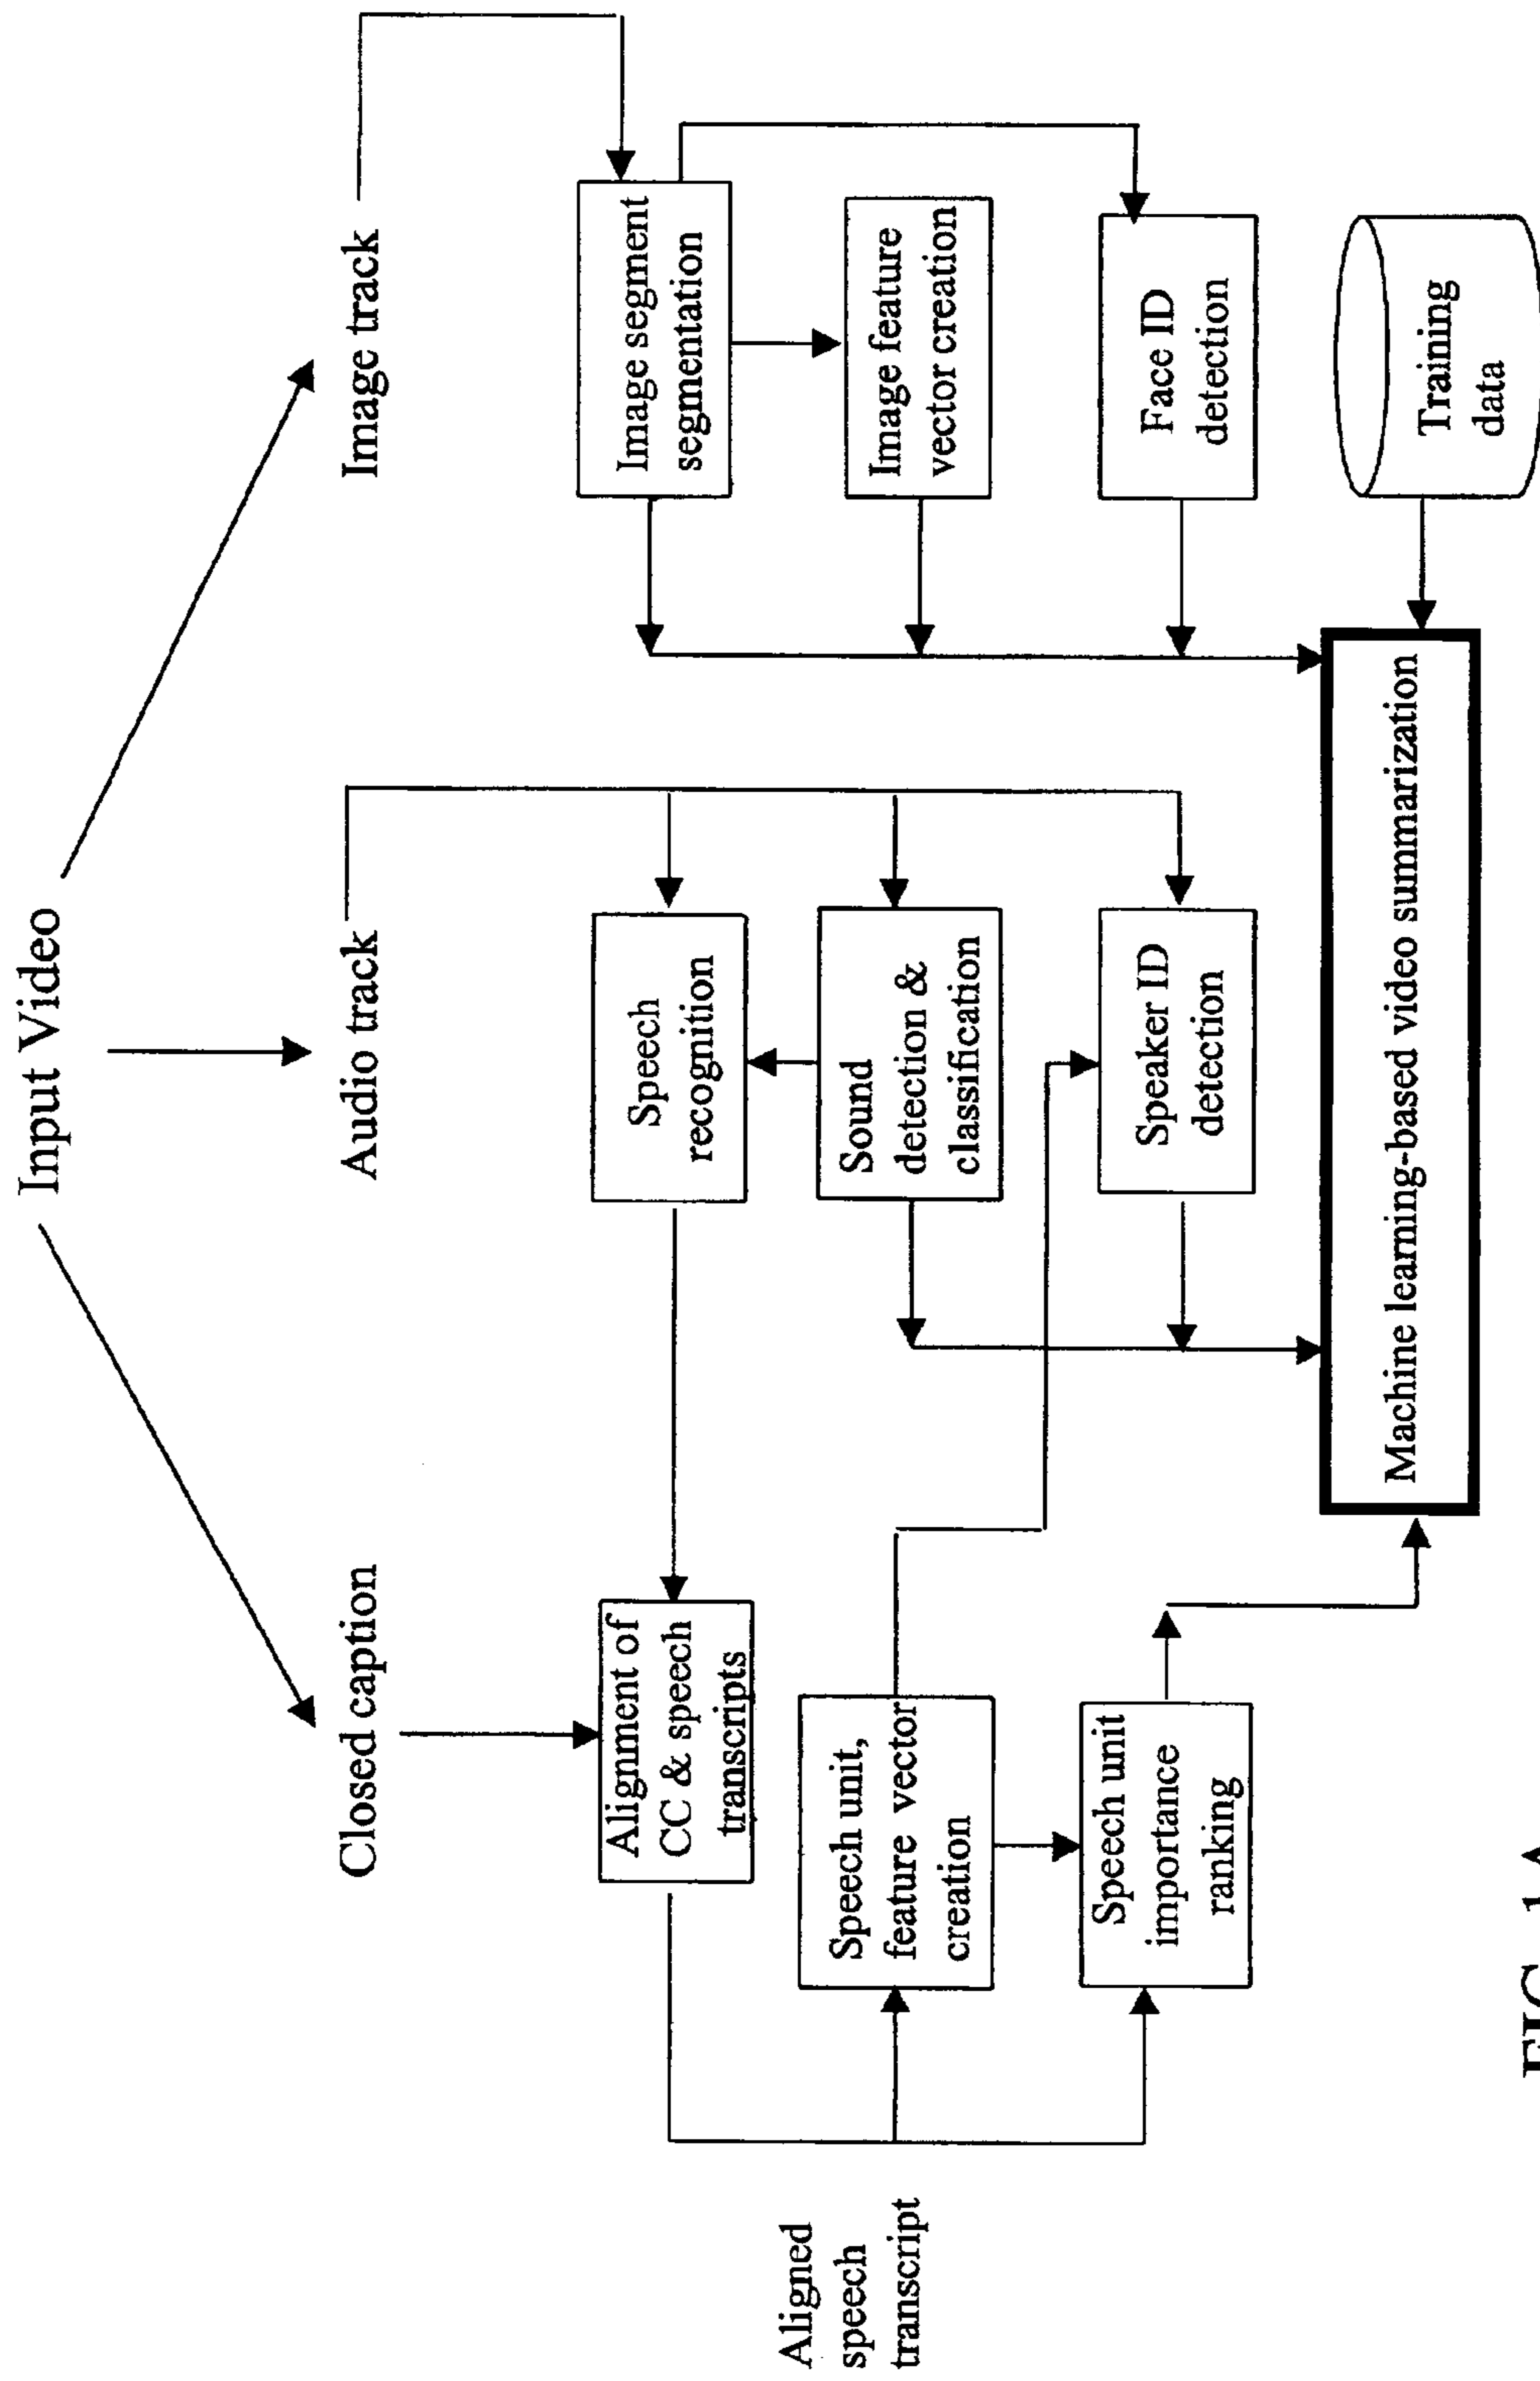 Input Video
Closed caption
Audio track
Image track
Alignment of
CC & speech
transcripts
Speech
recognition
Image segment
segmentation
Aligned
speech
transcript
Speech unit,
feature vector
creation
Sound
detection &
classification
Image feature
vector creation
Speech unit
importance
ranking
Speaker ID
detection
Face ID
detection
Machine learning-based video summarization
Training
data